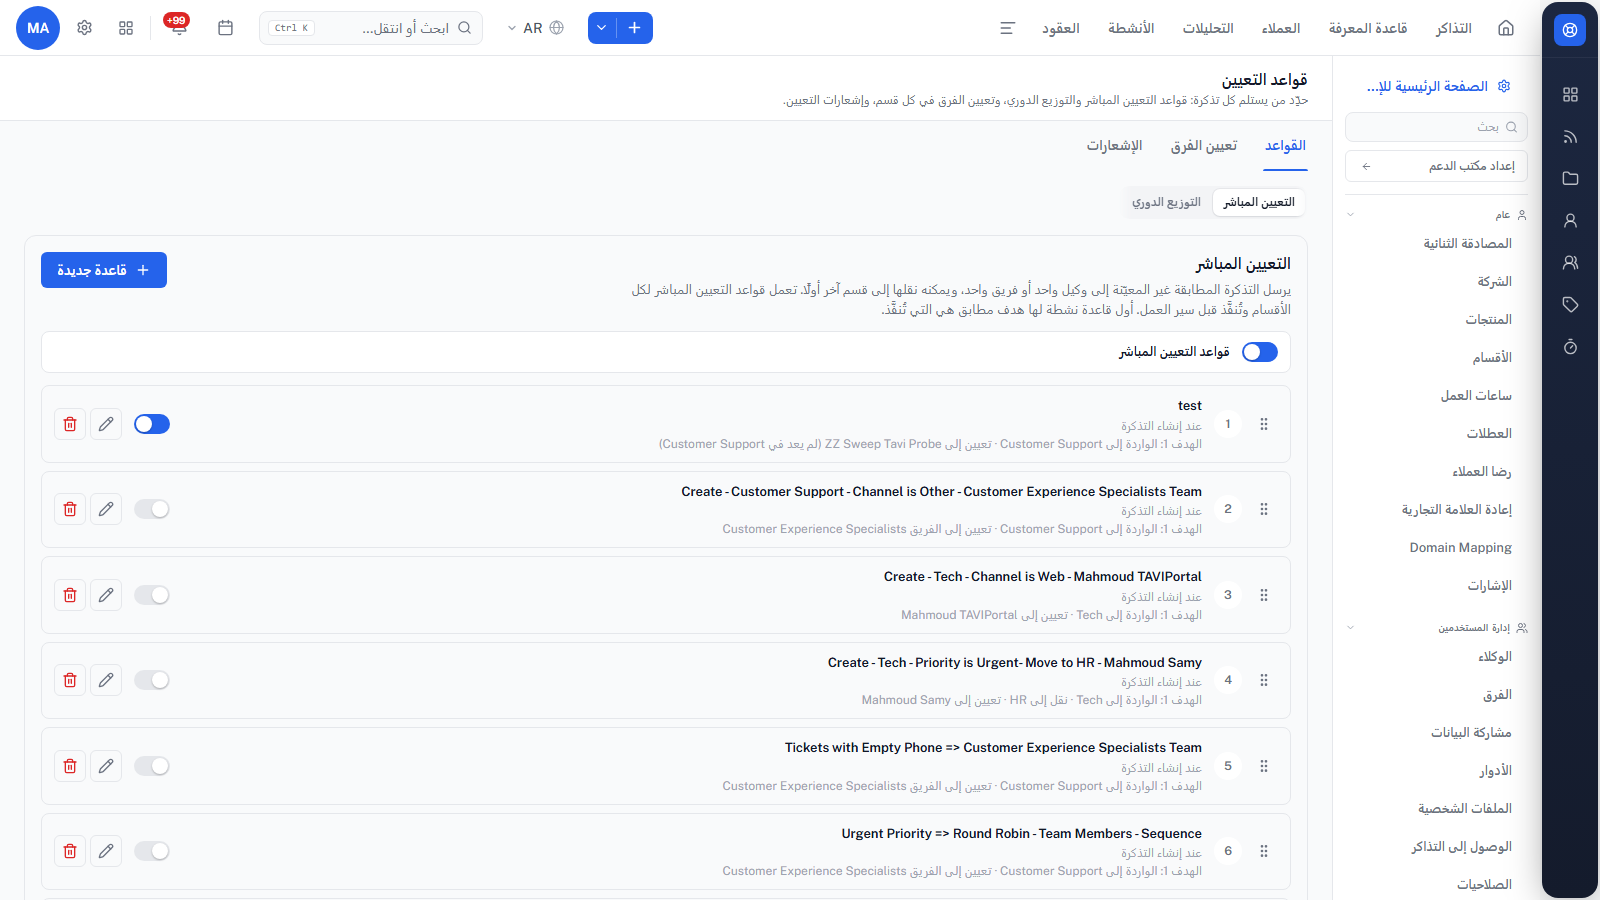 التذاكر
قاعدة المعرفة
العملاء
التحليلات
الأنشطة
العقود
AR
ابحث أو انتقل...
Ctrl K
+99
MA
الصفحة الرئيسية للإ...
بحث
إعداد مكتب الدعم
عام
المصادقة الثنائية
الشركة
المنتجات
الأقسام
ساعات العمل
العطلات
رضا العملاء
إعادة العلامة التجارية
Domain Mapping
الإشارات
إدارة المستخدمين
الوكلاء
الفرق
مشاركة البيانات
الأدوار
الملفات الشخصية
الوصول إلى التذاكر
الصلاحيات
قواعد التعيين
حدّد من يستلم كل تذكرة: قواعد التعيين المباشر والتوزيع الدوري، وتعيين الفرق في كل قسم، وإشعارات التعيين.
القواعد
تعيين الفرق
الإشعارات
التعيين المباشر
التوزيع الدوري
التعيين المباشر
يرسل التذكرة المطابقة غير المعيّنة إلى وكيل واحد أو فريق واحد، ويمكنه نقلها إلى قسم آخر أولًا. تعمل قواعد التعيين المباشر لكل
الأقسام وتُنفَّذ قبل سير العمل. أول قاعدة نشطة لها هدف مطابق هي التي تُنفَّذ.
قاعدة جديدة
قواعد التعيين المباشر
1
test
عند إنشاء التذكرة
الهدف 1: الواردة إلى Customer Support · تعيين إلى ZZ Sweep Tavi Probe (لم يعد في Customer Support)
2
Create - Customer Support - Channel is Other - Customer Experience Specialists Team
عند إنشاء التذكرة
الهدف 1: الواردة إلى Customer Support · تعيين إلى الفريق Customer Experience Specialists
3
Create - Tech - Channel is Web - Mahmoud TAVIPortal
عند إنشاء التذكرة
الهدف 1: الواردة إلى Tech · تعيين إلى Mahmoud TAVIPortal
4
Create - Tech - Priority is Urgent- Move to HR - Mahmoud Samy
عند إنشاء التذكرة
الهدف 1: الواردة إلى Tech · نقل إلى HR · تعيين إلى Mahmoud Samy
5
Tickets with Empty Phone => Customer Experience Specialists Team
عند إنشاء التذكرة
الهدف 1: الواردة إلى Customer Support · تعيين إلى الفريق Customer Experience Specialists
6
Urgent Priority => Round Robin - Team Members - Sequence
عند إنشاء التذكرة
الهدف 1: الواردة إلى Customer Support · تعيين إلى الفريق Customer Experience Specialists